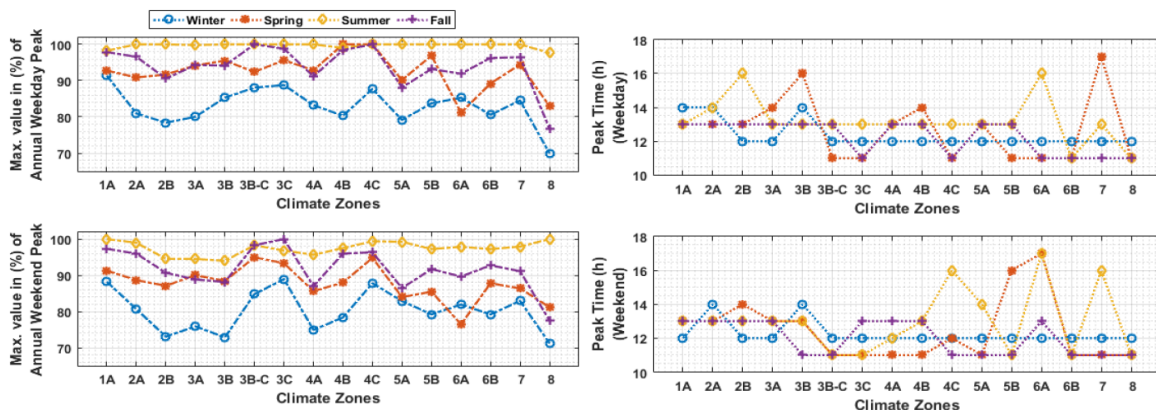 Winter Spring Summer Fall
Max. value in (%) of
Annual Weekday Peak
100
90
80
70
1A 2A 2B 3A 3B 3B-C 3C 4A 4B 4C 5A 5B 6A 6B 7 8
Climate Zones
Peak Time (h)
(Weekday)
18
16
14
12
10
1A 2A 2B 3A 3B 3B-C 3C 4A 4B 4C 5A 5B 6A 6B 7 8
Climate Zones
Max. value in (%) of
Annual Weekend Peak
100
90
80
70
1A 2A 2B 3A 3B 3B-C 3C 4A 4B 4C 5A 5B 6A 6B 7 8
Climate Zones
Peak Time (h)
(Weekend)
18
16
14
12
10
1A 2A 2B 3A 3B 3B-C 3C 4A 4B 4C 5A 5B 6A 6B 7 8
Climate Zones